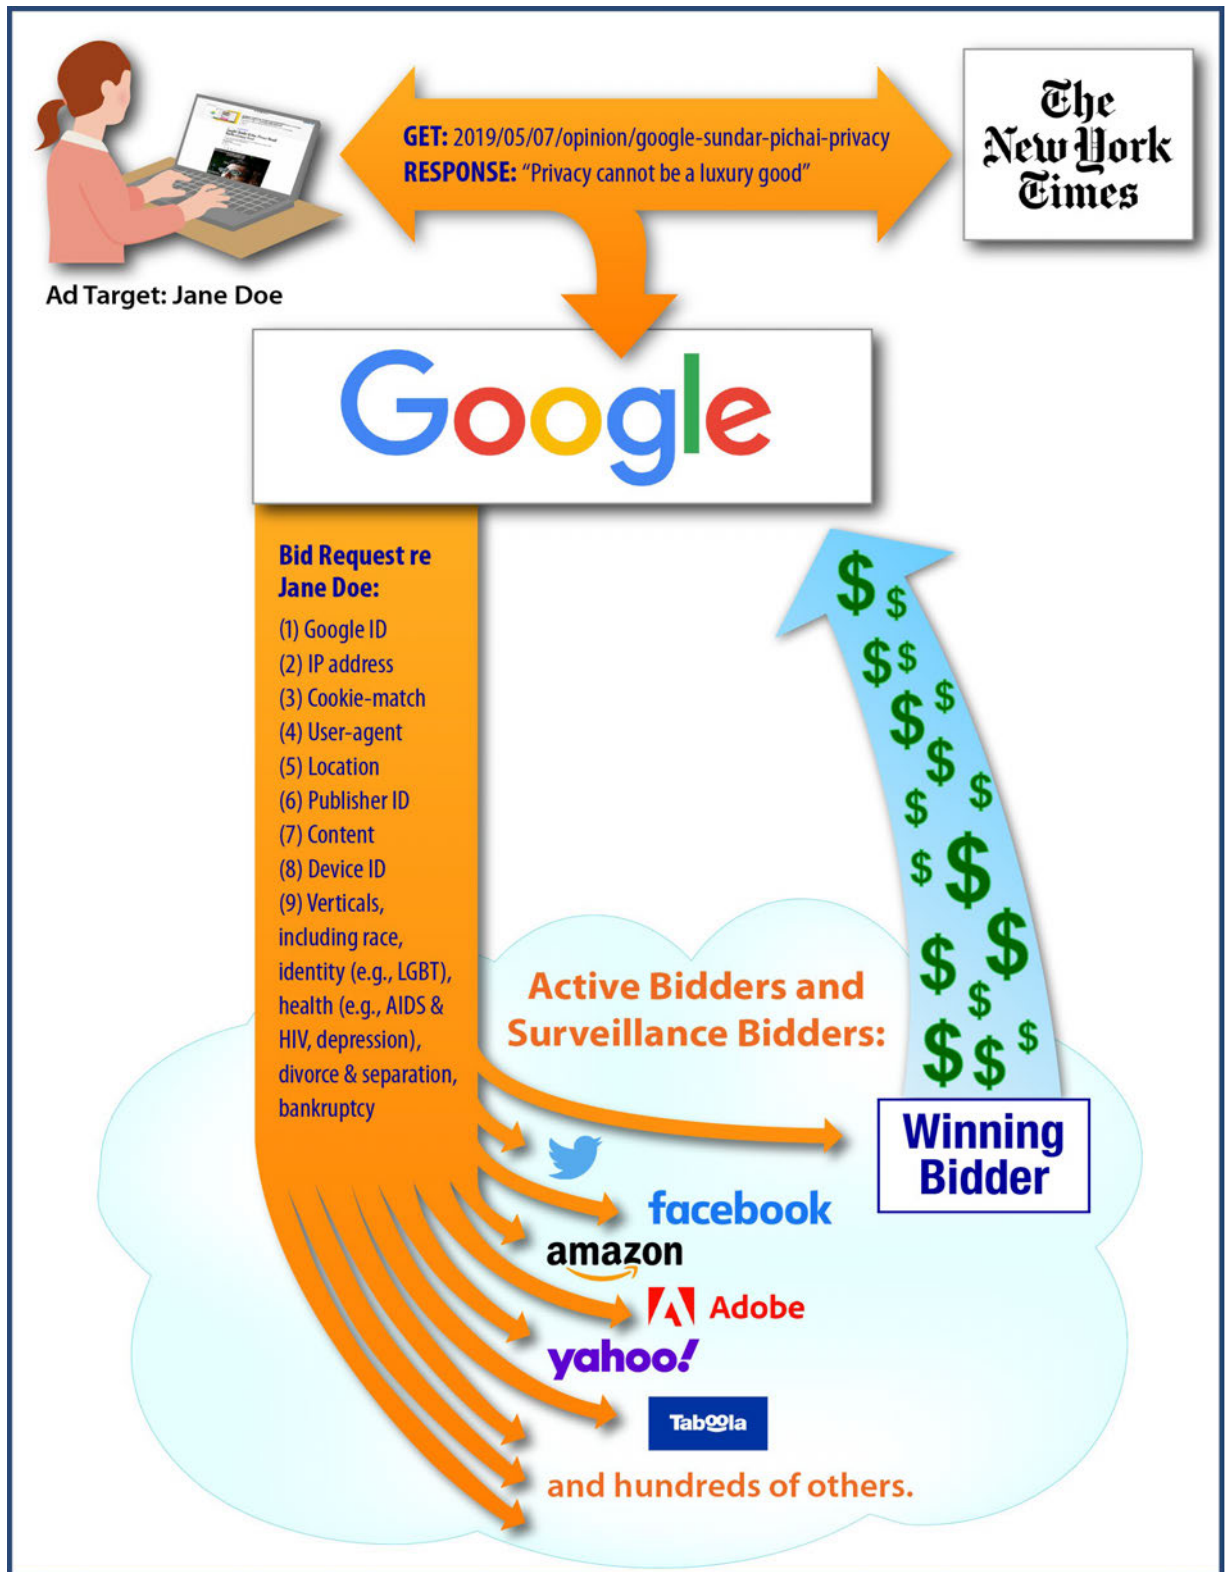 GET: 2019/05/07/opinion/google-sundar-pichai-privacy
RESPONSE: “Privacy cannot be a luxury good”
The
New York
Times
Ad Target: Jane Doe
Google
Bid Request re
Jane Doe:
(1) Google ID
(2) IP address
(3) Cookie-match
(4) User-agent
(5) Location
(6) Publisher ID
(7) Content
(8) Device ID
(9) Verticals,
including race,
identity (e.g., LGBT),
health (e.g., AIDS &
HIV, depression),
divorce & separation,
bankruptcy
$ $
$ $
$ $
$ $
$
$ $
$ $
$
$ $ $
Active Bidders and
Surveillance Bidders:
Winning
Bidder
facebook
amazon
Adobe
yahoo!
Taboola
and hundreds of others.